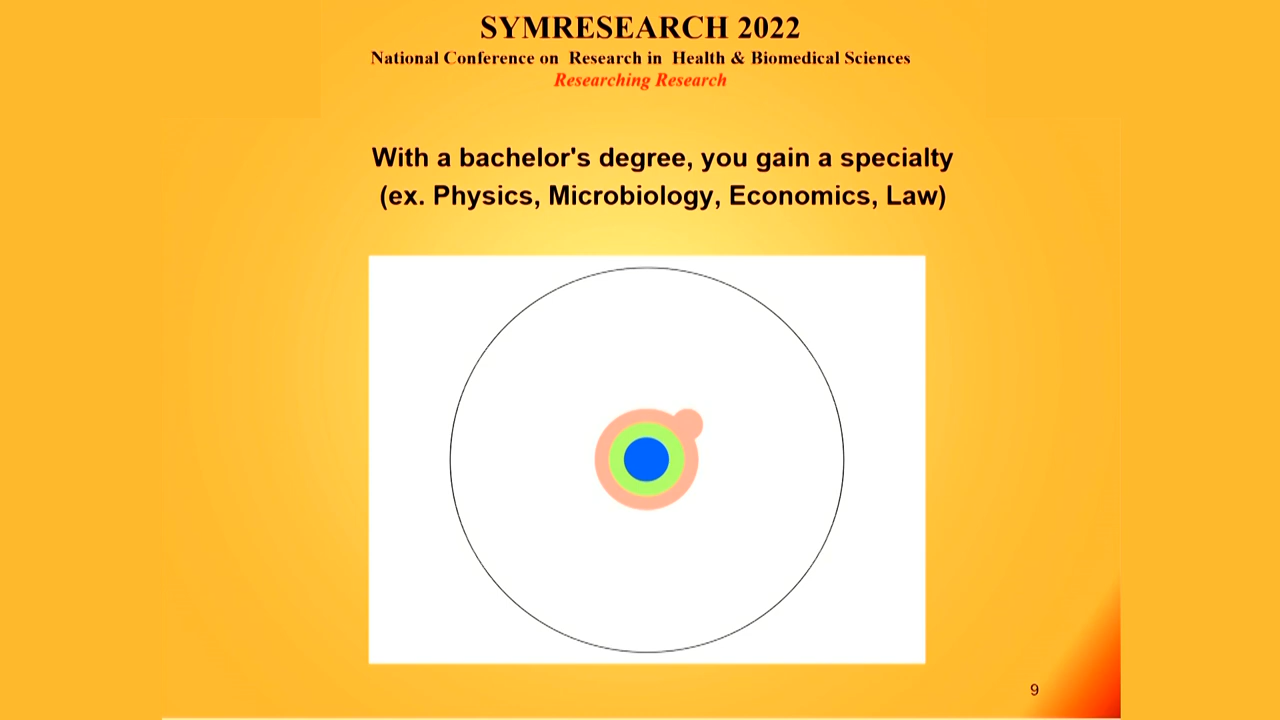 SYMRESEARCH 2022
National Conference on Research in Health & Biomedical Sciences
Researching Research
With a bachelor's degree, you gain a specialty
(ex. Physics, Microbiology, Economics, Law)
9